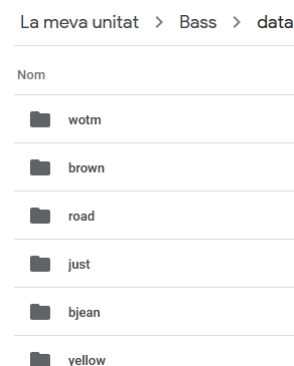 La meva unitat > Bass > data
Nom
wotm
brown
road
just
bjean
yellow